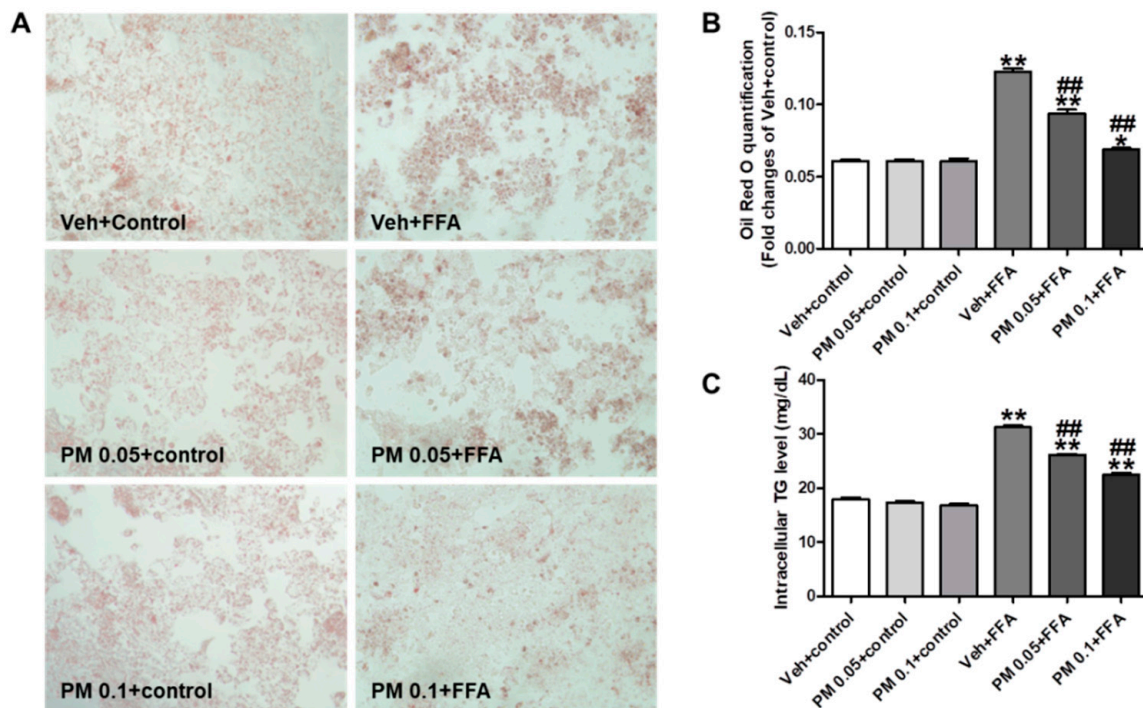 A
Veh+Control
Veh+FFA
PM 0.05+control
PM 0.05+FFA
PM 0.1+control
PM 0.1+FFA
B
Oil Red O quantification
(Fold changes of Veh+control)
0.15
0.10
0.05
0.00
**
##
**
##
*
Veh+control
PM 0.05+control
PM 0.1+control
Veh+FFA
PM 0.05+FFA
PM 0.1+FFA
C
Intracellular TG level (mg/dL)
40
30
20
10
0
**
##
**
##
**
Veh+control
PM 0.05+control
PM 0.1+control
Veh+FFA
PM 0.05+FFA
PM 0.1+FFA